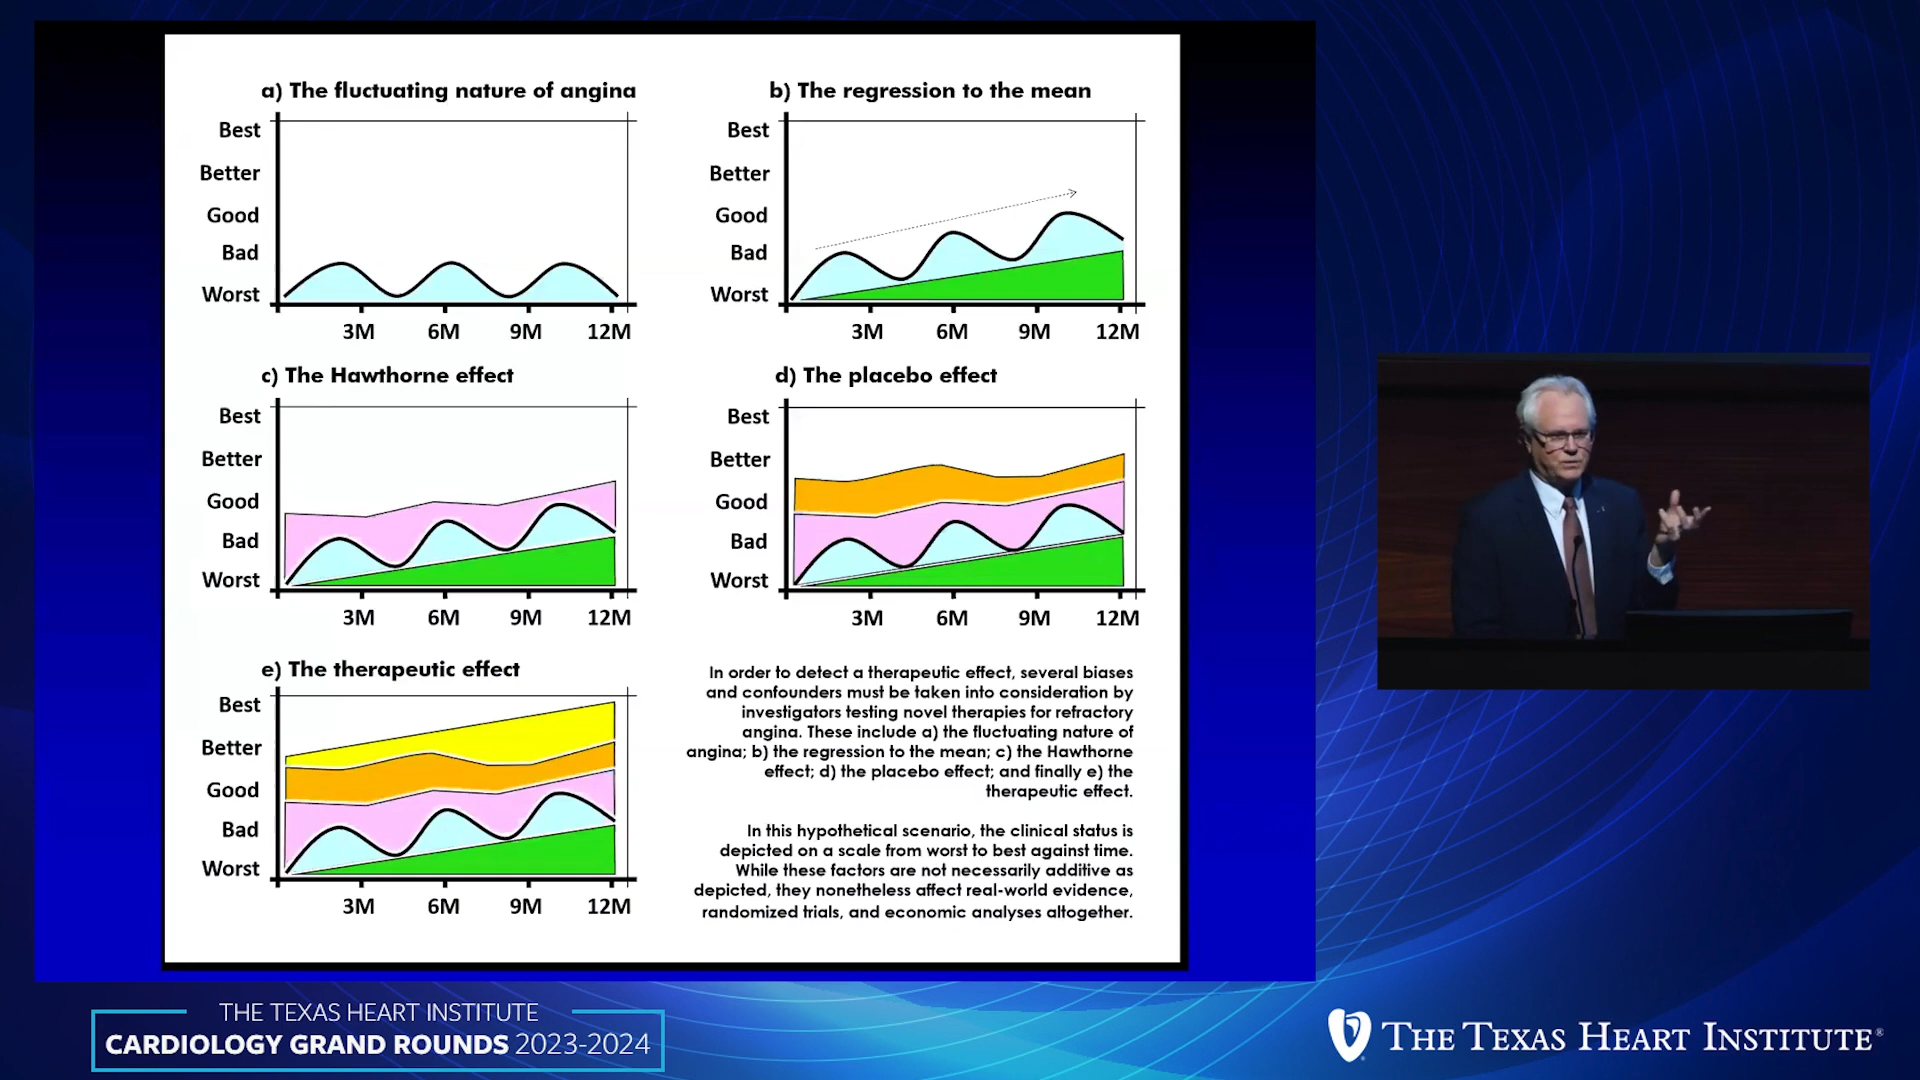 a) The fluctuating nature of angina
Best
Better
Good
Bad
Worst
3M 6M 9M 12M
b) The regression to the mean
Best
Better
Good
Bad
Worst
3M 6M 9M 12M
c) The Hawthorne effect
Best
Better
Good
Bad
Worst
3M 6M 9M 12M
d) The placebo effect
Best
Better
Good
Bad
Worst
3M 6M 9M 12M
e) The therapeutic effect
Best
Better
Good
Bad
Worst
3M 6M 9M 12M
In order to detect a therapeutic effect, several biases
and confounders must be taken into consideration by
investigators testing novel therapies for refractory
angina. These include a) the fluctuating nature of
angina; b) the regression to the mean; c) the Hawthorne
effect; d) the placebo effect; and finally e) the
therapeutic effect.
In this hypothetical scenario, the clinical status is
depicted on a scale from worst to best against time.
While these factors are not necessarily additive as
depicted, they nonetheless affect real-world evidence,
randomized trials, and economic analyses altogether.
THE TEXAS HEART INSTITUTE
CARDIOLOGY GRAND ROUNDS 2023-2024
THE TEXAS HEART INSTITUTE®